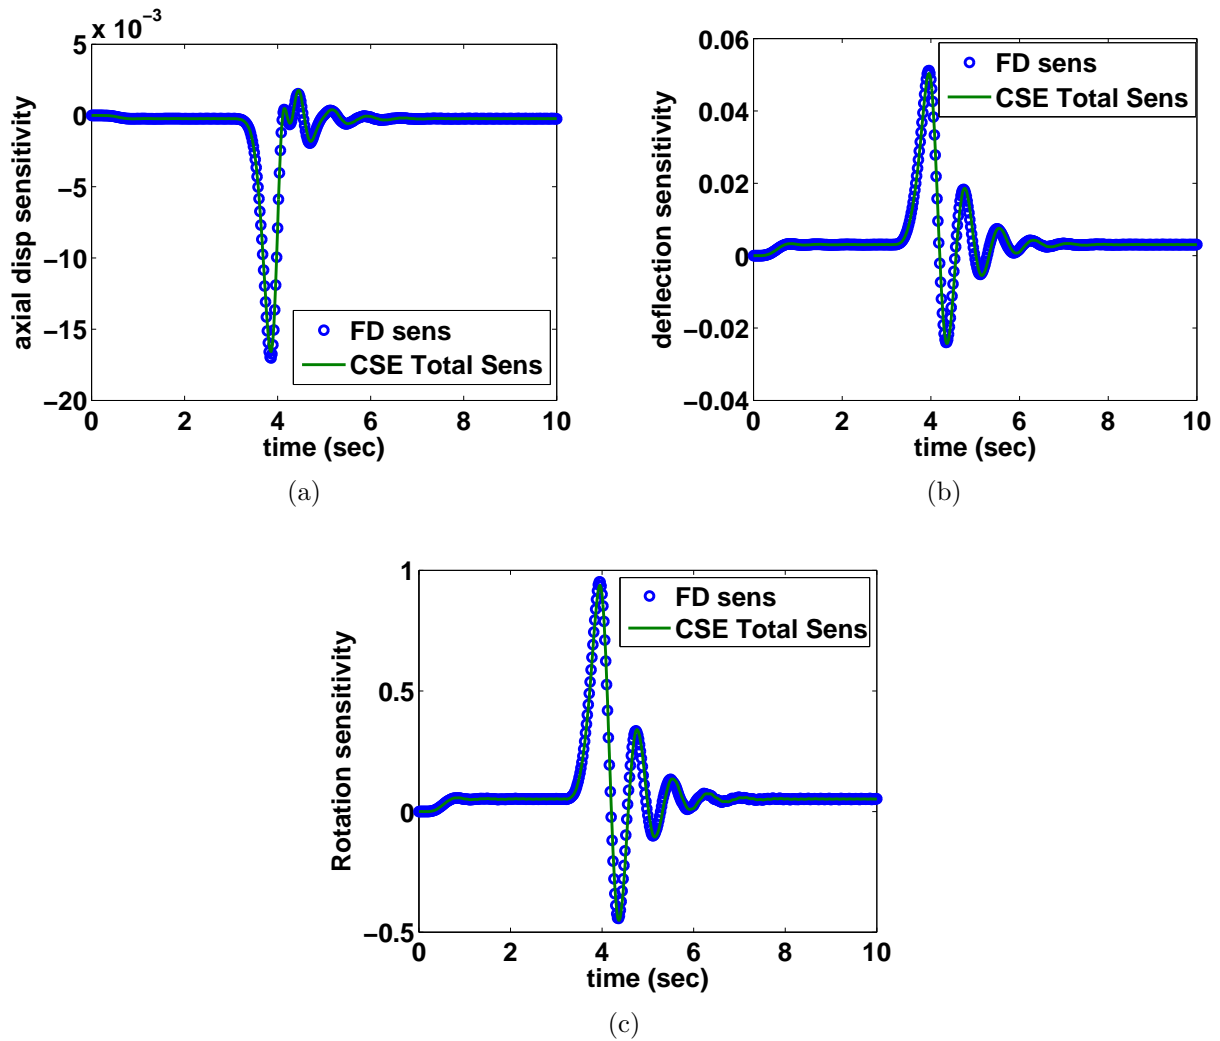 x 10⁻³
5
0
−5
−10
−15
−20
0 2 4 6 8 10
time (sec)
axial disp sensitivity
FD sens
CSE Total Sens
(a)
0.06
0.04
0.02
0
−0.02
−0.04
0 2 4 6 8 10
time (sec)
deflection sensitivity
FD sens
CSE Total Sens
(b)
1
0.5
0
−0.5
0 2 4 6 8 10
time (sec)
Rotation sensitivity
FD sens
CSE Total Sens
(c)